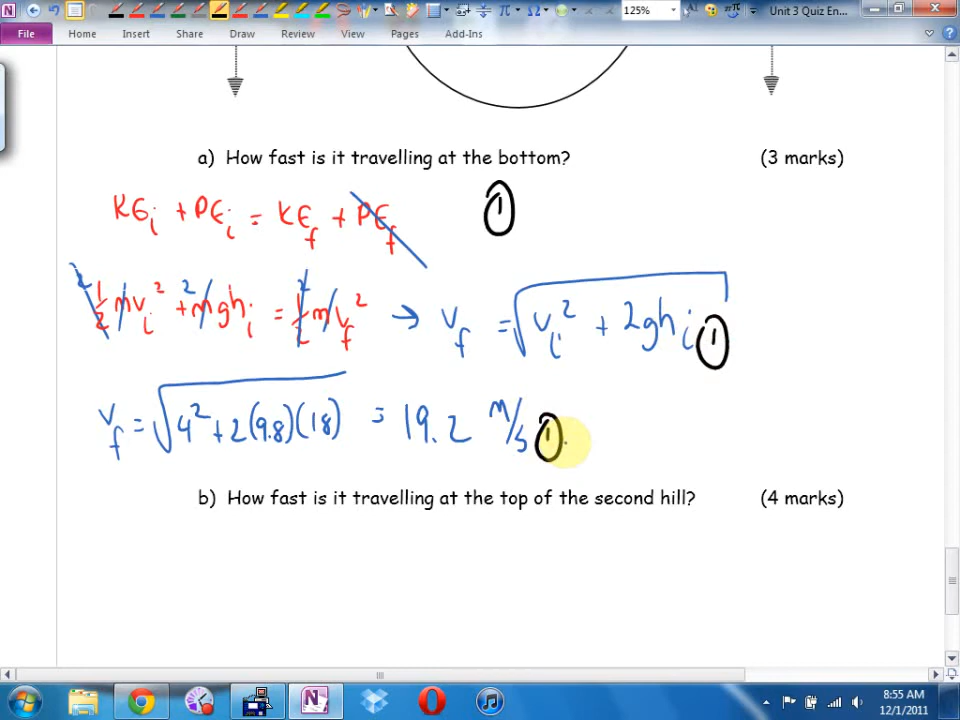 125%
Unit 3 Quiz En...
File Home Insert Share Draw Review View Pages Add-Ins
a) How fast is it travelling at the bottom? (3 marks)
KEi + PEi = KEf + PEf ①
½mvi² + mghi = ½mvf² → vf = √(vi² + 2ghi) ①
2 2 2
vf = √(4² + 2(9.8)(18)) = 19.2 m/s ①
b) How fast is it travelling at the top of the second hill? (4 marks)
8:55 AM
12/1/2011